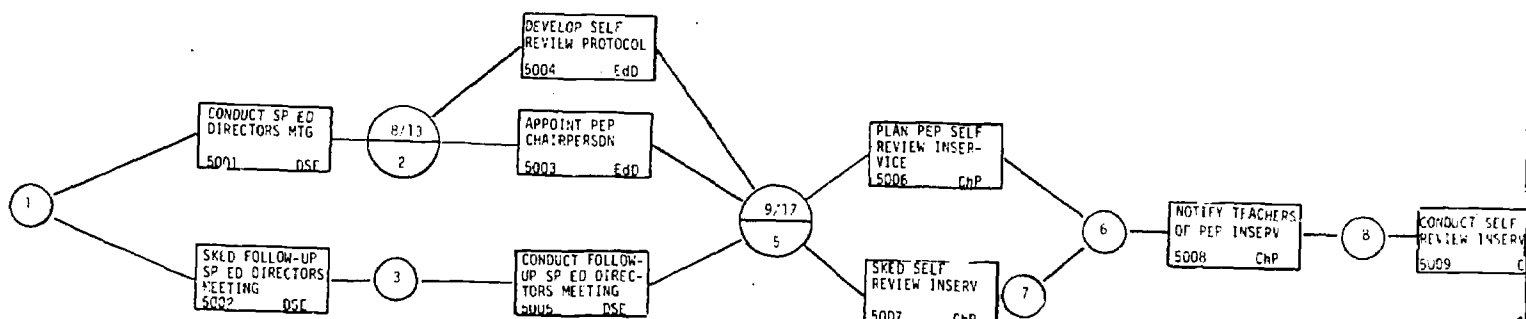 1
CONDUCT SP ED
DIRECTORS MTG
5001 DSE
SKED FOLLOW-UP
SP ED DIRECTORS
MEETING
5002 DSE
8/13
2
3
DEVELOP SELF
REVIEW PROTOCOL
5004 EdD
APPOINT PEP
CHAIRPERSON
5003 EdD
CONDUCT FOLLOW-
UP SP ED DIREC-
TORS MEETING
5005 DSE
9/17
5
PLAN PEP SELF
REVIEW INSER-
VICE
5006 ChP
SKED SELF
REVIEW INSERV
5007 ChP
7
6
NOTIFY TEACHERS
OF PEP INSERV
5008 ChP
8
CONDUCT SELF
REVIEW INSERV
5009 C